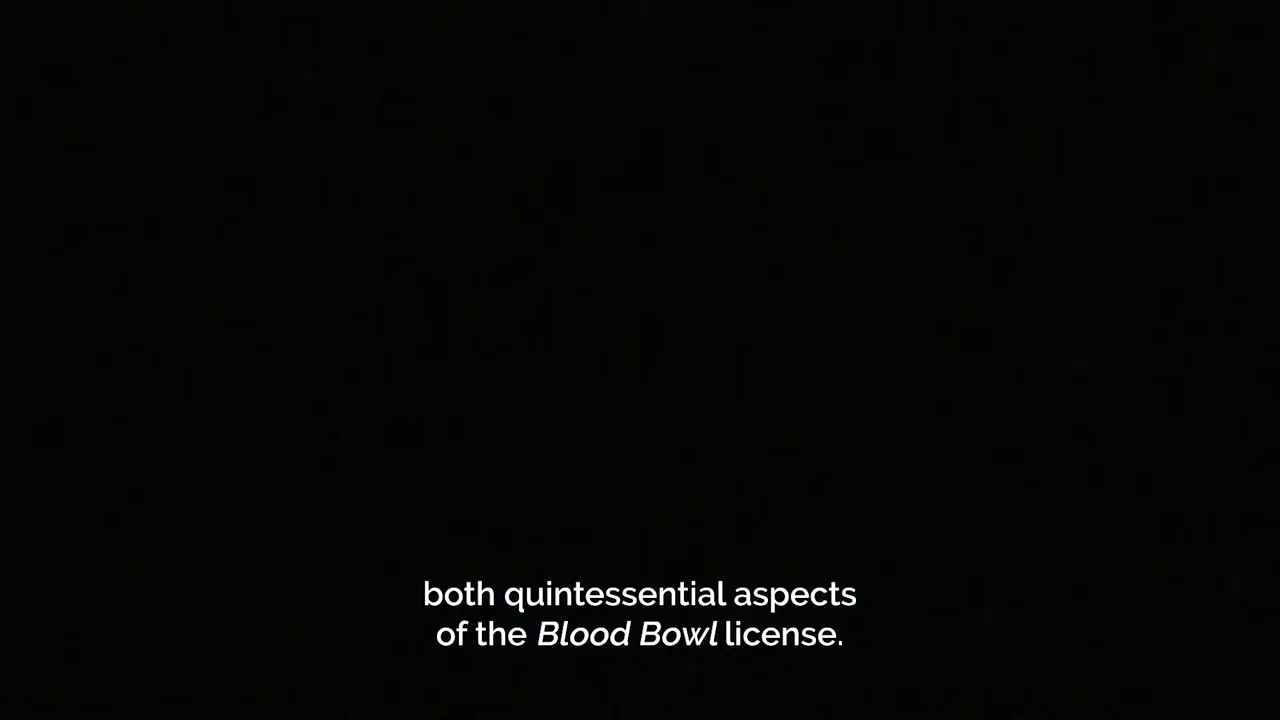 both quintessential aspects
of the Blood Bowl license.